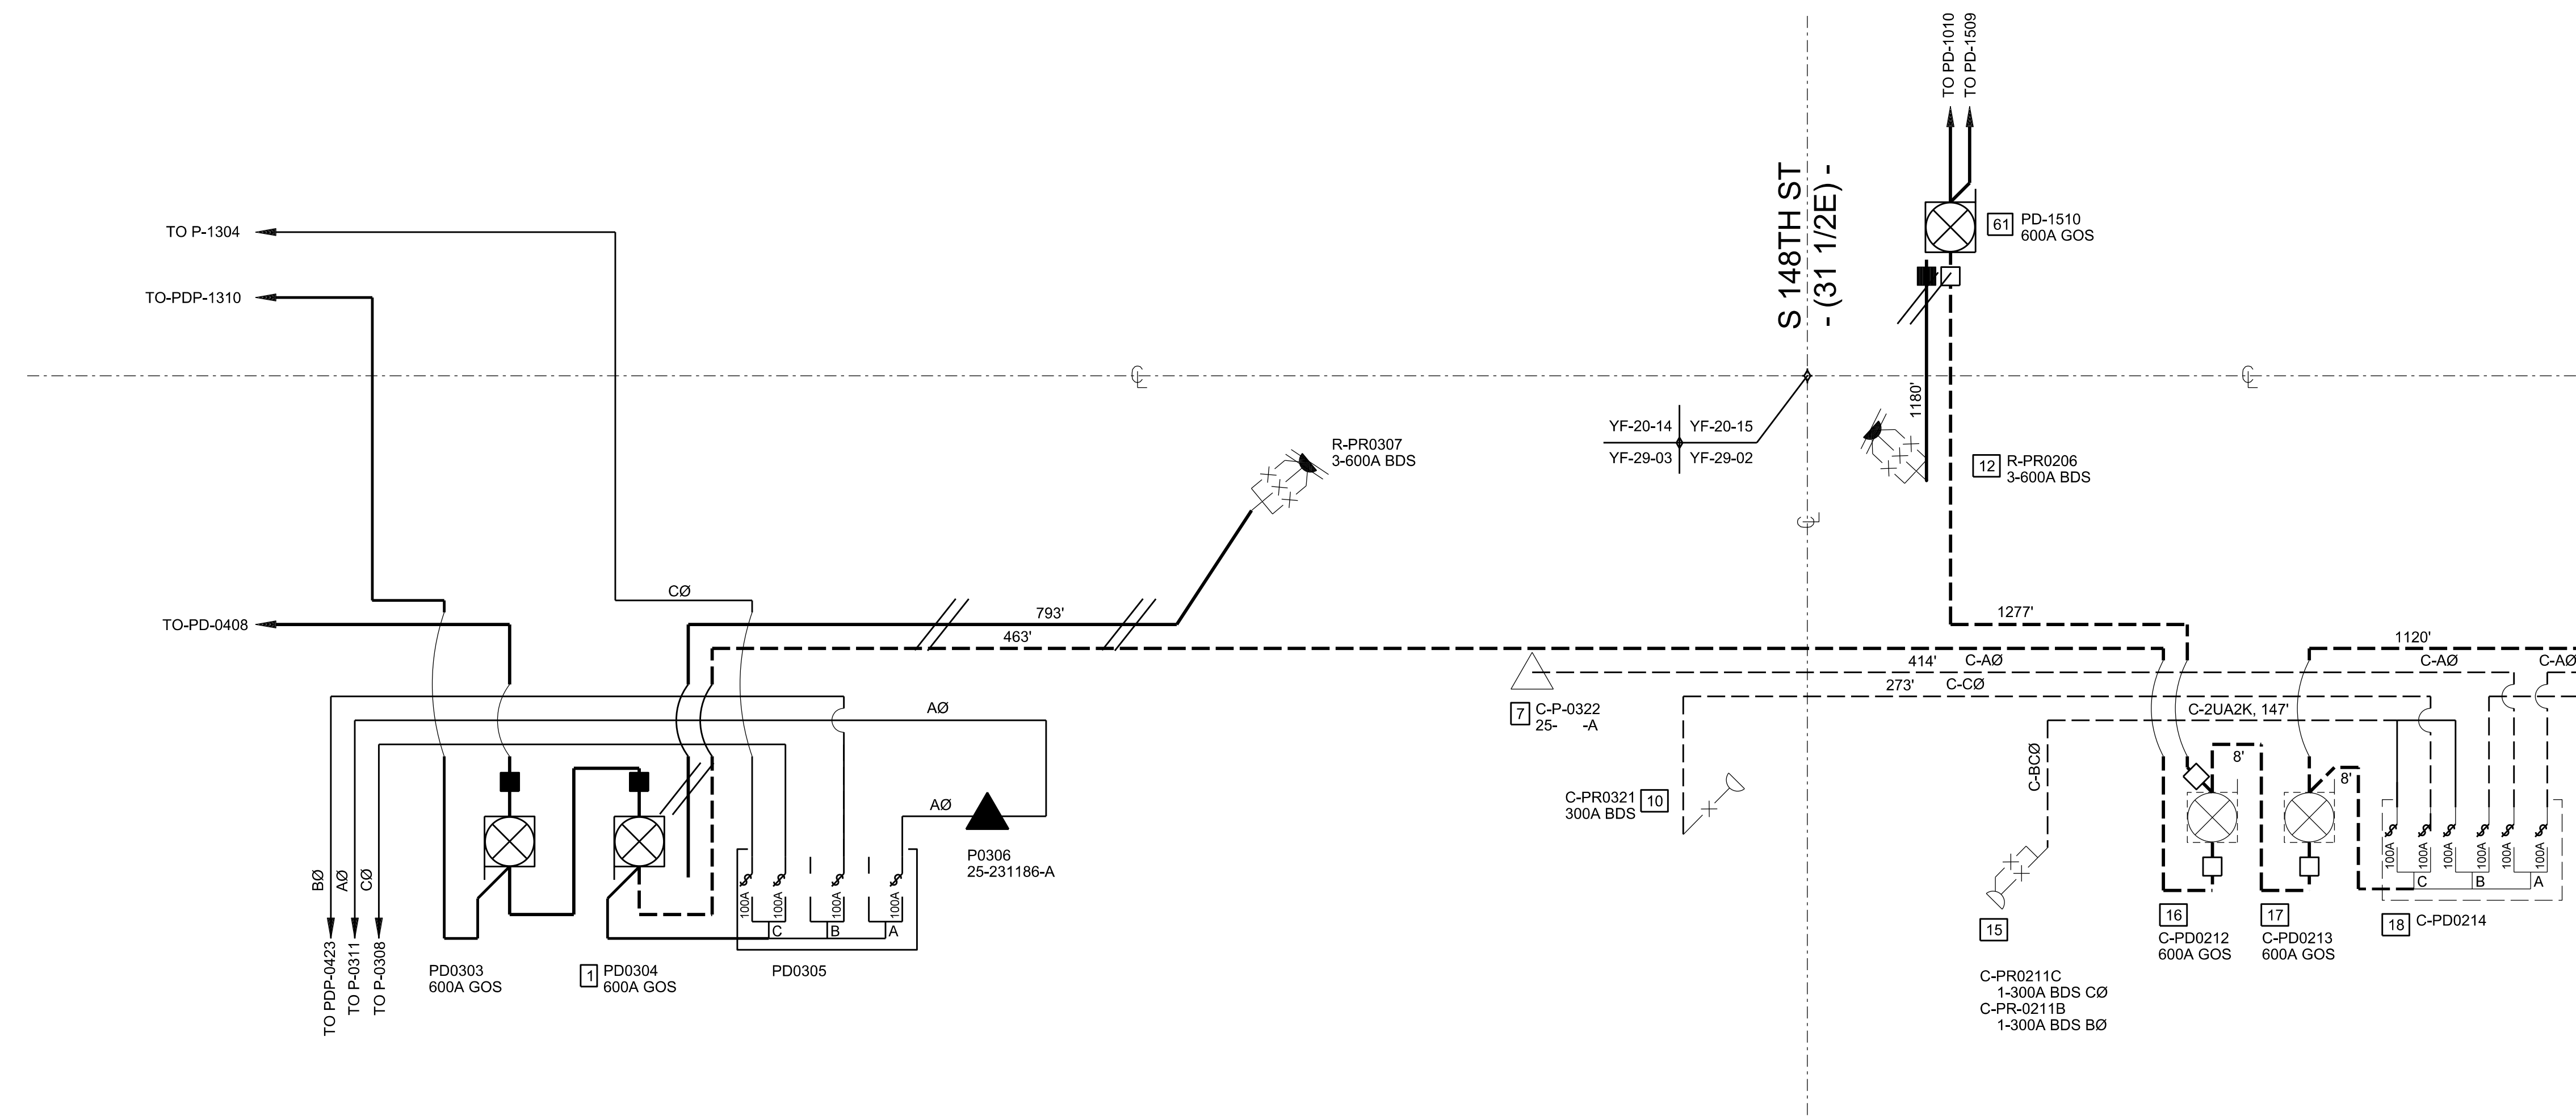 TO PD-1010
TO PD-1509
S 148TH ST
- (31 1/2E) -
61
PD-1510
600A GOS
TO P-1304
TO-PDP-1310
CL
CL
1180'
YF-20-14
YF-20-15
YF-29-03
YF-29-02
R-PR0307
3-600A BDS
12
R-PR0206
3-600A BDS
CL
CØ
TO-PD-0408
793'
463'
1277'
1120'
414'
C-AØ
C-AØ
C-AØ
273'
C-CØ
7
C-P-0322
25-      -A
C-2UA2K, 147'
AØ
C-BCØ
8'
8'
C-PR0321
300A BDS
10
AØ
P0306
25-231186-A
BØ
AØ
CØ
100A
100A
100A
100A
C
B
A
100A
100A
100A
100A
100A
100A
C
B
A
15
16
C-PD0212
600A GOS
17
C-PD0213
600A GOS
18
C-PD0214
TO PDP-0423
TO P-0311
TO P-0308
PD0303
600A GOS
1
PD0304
600A GOS
PD0305
C-PR0211C
1-300A BDS CØ
C-PR-0211B
1-300A BDS BØ